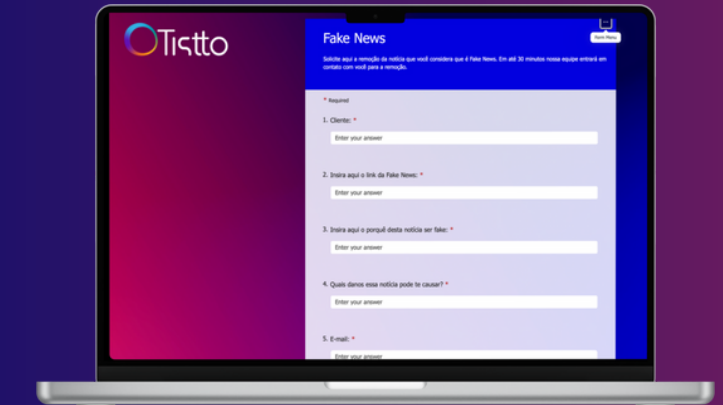 Tistto
Fake News
Form Menu
Solicite aqui a remoção da notícia que você considera que é Fake News. Em até 30 minutos nossa equipe entrará em
contato com você para a remoção.
* Required
1. Cliente: *
Enter your answer
2. Insira aqui o link da Fake News: *
Enter your answer
3. Insira aqui o porquê desta notícia ser fake: *
Enter your answer
4. Quais danos essa notícia pode te causar? *
Enter your answer
5. E-mail: *
Enter your answer